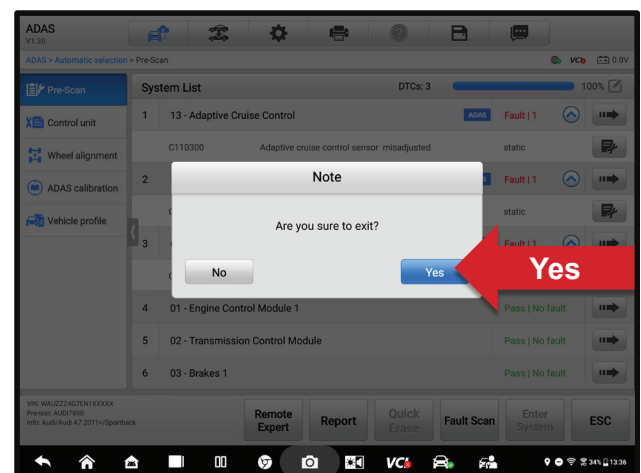 ADAS
V1.30
ADAS > Automatic selection > Pre-Scan
VCI
0.0V
Pre-Scan
System List
DTCs: 3
100%
Control unit
1
13 - Adaptive Cruise Control
ADAS
Fault | 1
C110300
Adaptive cruise control sensor misadjusted
static
Wheel alignment
2
Fault | 1
ADAS calibration
static
Vehicle profile
3
Fault | 1
Note
Are you sure to exit?
No
Yes
Yes
4
01 - Engine Control Module 1
Pass | No fault
5
02 - Transmission Control Module
Pass | No fault
6
03 - Brakes 1
Pass | No fault
VIN: WAUZZZ4G7EN1XXXXX
Pre-test: AUDI7890
Info: Audi/Audi A7 2011>/Sportback
Remote
Expert
Report
Quick
Erase
Fault Scan
Enter
System
ESC
VCI
34%
13:36